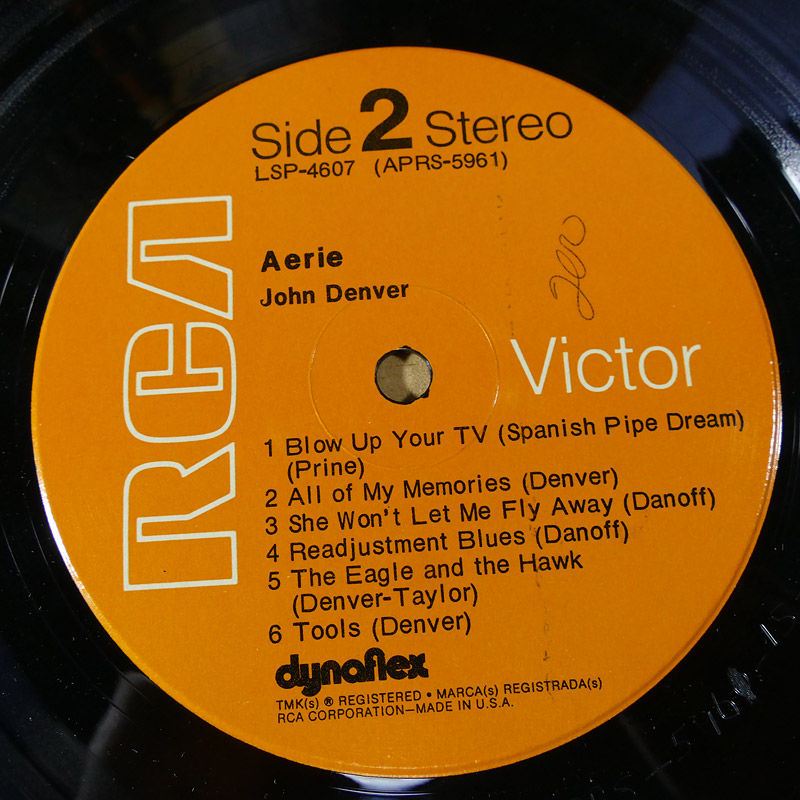 Side 2 Stereo
LSP-4607 (APRS-5961)
RCA
Aerie
John Denver
Victor
1 Blow Up Your TV (Spanish Pipe Dream)
(Prine)
2 All of My Memories (Denver)
3 She Won't Let Me Fly Away (Danoff)
4 Readjustment Blues (Danoff)
5 The Eagle and the Hawk
(Denver-Taylor)
6 Tools (Denver)
dynaflex
TMK(s) ® REGISTERED • MARCA(s) REGISTRADA(s)
RCA CORPORATION—MADE IN U.S.A.